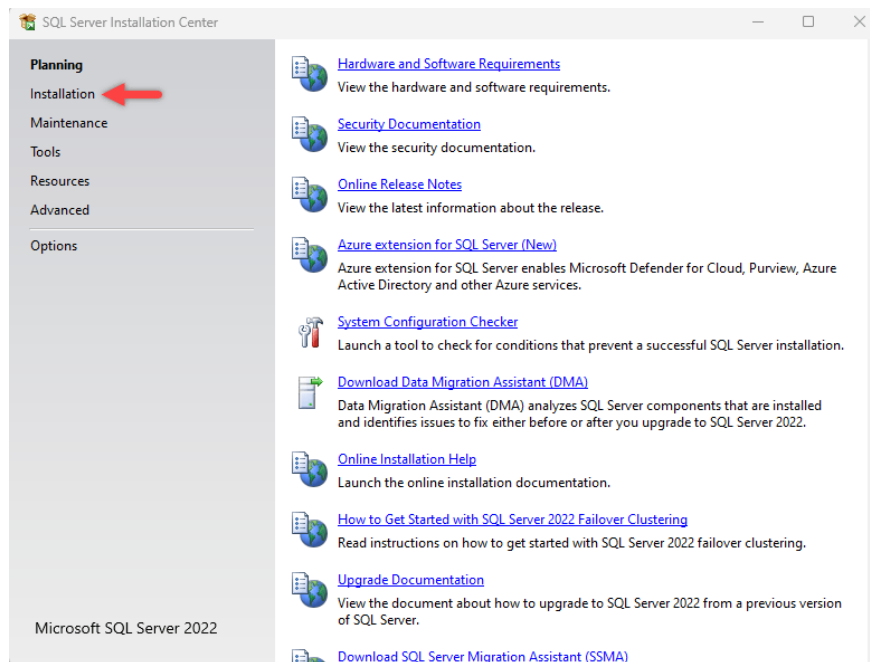 SQL Server Installation Center
Planning
Installation
Maintenance
Tools
Resources
Advanced
Options
Microsoft SQL Server 2022
Hardware and Software Requirements
View the hardware and software requirements.
Security Documentation
View the security documentation.
Online Release Notes
View the latest information about the release.
Azure extension for SQL Server (New)
Azure extension for SQL Server enables Microsoft Defender for Cloud, Purview, Azure
Active Directory and other Azure services.
System Configuration Checker
Launch a tool to check for conditions that prevent a successful SQL Server installation.
Download Data Migration Assistant (DMA)
Data Migration Assistant (DMA) analyzes SQL Server components that are installed
and identifies issues to fix either before or after you upgrade to SQL Server 2022.
Online Installation Help
Launch the online installation documentation.
How to Get Started with SQL Server 2022 Failover Clustering
Read instructions on how to get started with SQL Server 2022 failover clustering.
Upgrade Documentation
View the document about how to upgrade to SQL Server 2022 from a previous version
of SQL Server.
Download SQL Server Migration Assistant (SSMA)